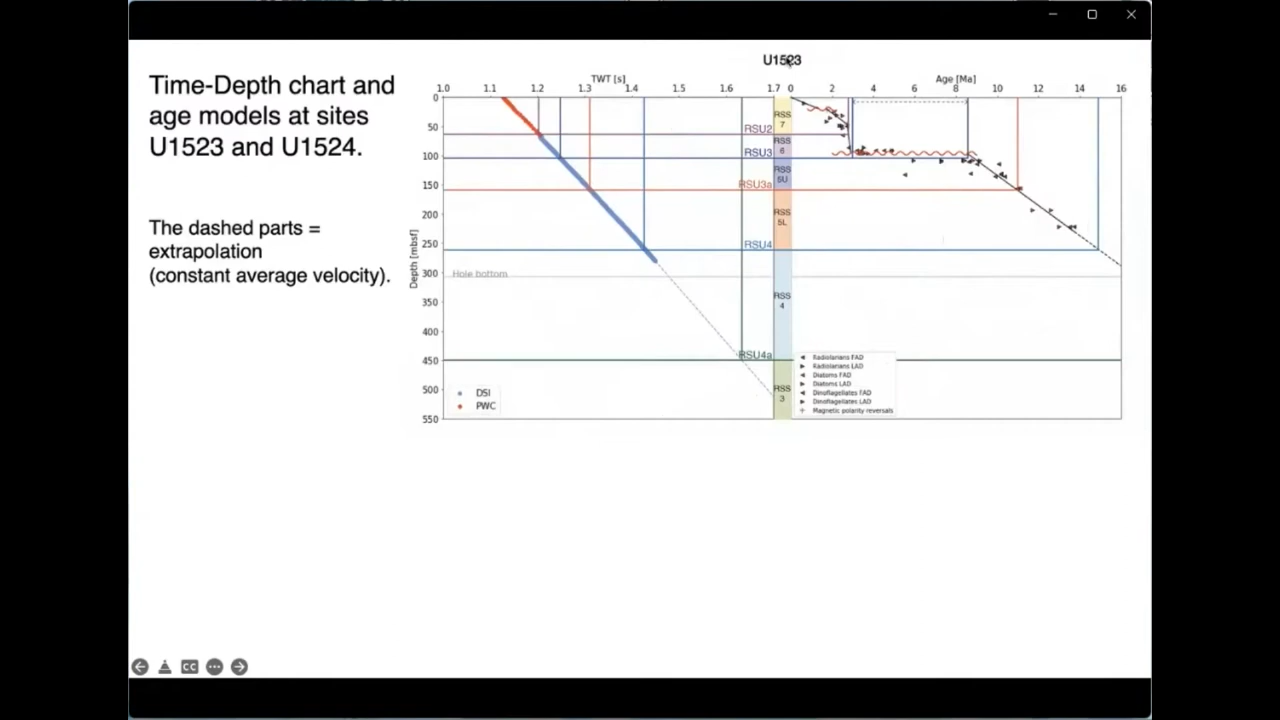 U1523
Time-Depth chart and
age models at sites
U1523 and U1524.
The dashed parts =
extrapolation
(constant average velocity).
TWT [s]
1.0 1.1 1.2 1.3 1.4 1.5 1.6 1.7
Age [Ma]
0 2 4 6 8 10 12 14 16
Depth [mbsf]
0
50
100
150
200
250
300
350
400
450
500
550
RSU2
RSU3
RSU3a
RSU4
Hole bottom
RSU4a
RSS
7
RSS
6
RSS
5U
RSS
5L
RSS
4
RSS
3
DSI
PWC
Radiolarians FAD
Radiolarians LAD
Diatoms FAD
Diatoms LAD
Dinoflagellates FAD
Dinoflagellates LAD
Magnetic polarity reversals
CC